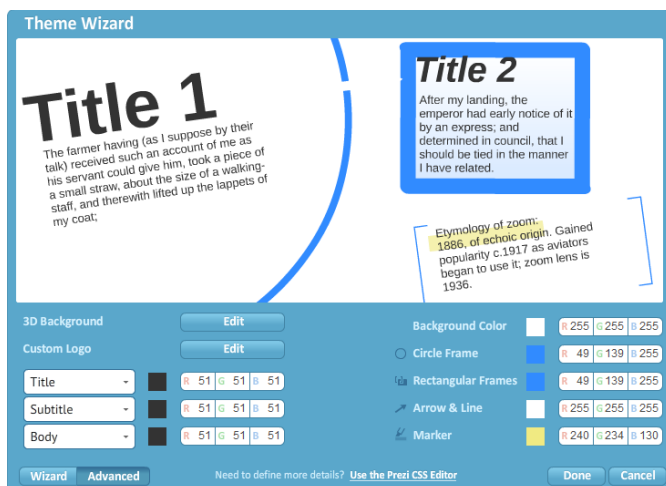 Theme Wizard
Title 1
The farmer having (as I suppose by their
talk) received such an account of me as
his servant could give him, took a piece of
a small straw, about the size of a walking-
staff, and therewith lifted up the lappets of
my coat;
Title 2
After my landing, the
emperor had early notice of it
by an express; and
determined in council, that I
should be tied in the manner
I have related.
Etymology of zoom:
1886, of echoic origin. Gained
popularity c.1917 as aviators
began to use it; zoom lens is
1936.
3D Background Edit
Custom Logo Edit
Title R 51 G 51 B 51
Subtitle R 51 G 51 B 51
Body R 51 G 51 B 51
Background Color R 255 G 255 B 255
Circle Frame R 49 G 139 B 255
Rectangular Frames R 49 G 139 B 255
Arrow & Line R 255 G 255 B 255
Marker R 240 G 234 B 130
Wizard Advanced Need to define more details? Use the Prezi CSS Editor Done Cancel